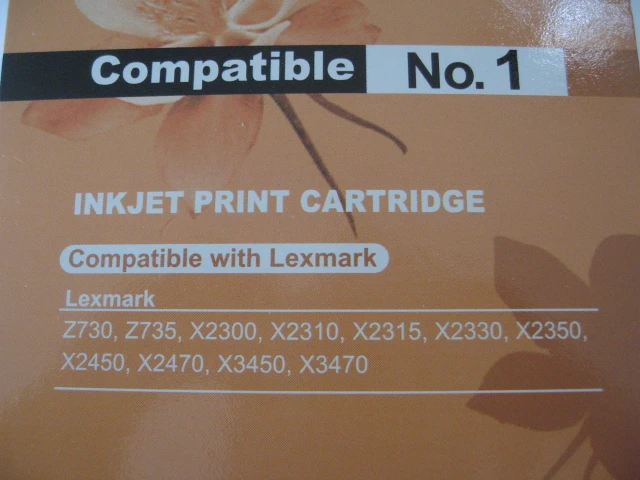 Compatible No. 1
INKJET PRINT CARTRIDGE
Compatible with Lexmark
Lexmark
Z730, Z735, X2300, X2310, X2315, X2330, X2350,
X2450, X2470, X3450, X3470